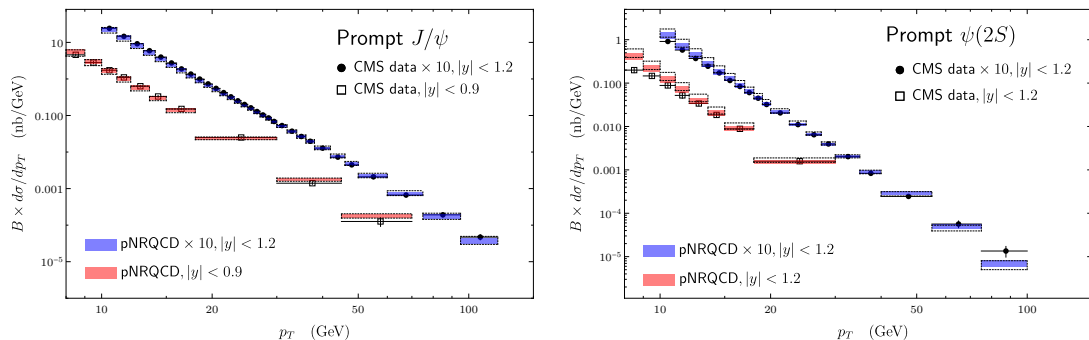 Prompt J/ψ
CMS data × 10, |y| < 1.2
CMS data, |y| < 0.9
10
0.100
0.001
10⁻⁵
B × dσ/dp_T (nb/GeV)
pNRQCD × 10, |y| < 1.2
pNRQCD, |y| < 0.9
10
20
50
100
p_T (GeV)
Prompt ψ(2S)
CMS data × 10, |y| < 1.2
CMS data, |y| < 1.2
1
0.100
0.010
0.001
10⁻⁴
10⁻⁵
B × dσ/dp_T (nb/GeV)
pNRQCD × 10, |y| < 1.2
pNRQCD, |y| < 1.2
10
20
50
100
p_T (GeV)